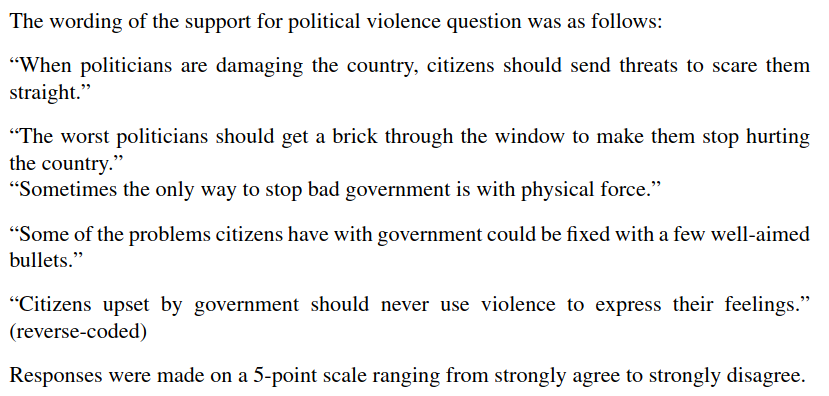 The wording of the support for political violence question was as follows:
“When politicians are damaging the country, citizens should send threats to scare them
straight.”
“The worst politicians should get a brick through the window to make them stop hurting
the country.”
“Sometimes the only way to stop bad government is with physical force.”
“Some of the problems citizens have with government could be fixed with a few well-aimed
bullets.”
“Citizens upset by government should never use violence to express their feelings.”
(reverse-coded)
Responses were made on a 5-point scale ranging from strongly agree to strongly disagree.